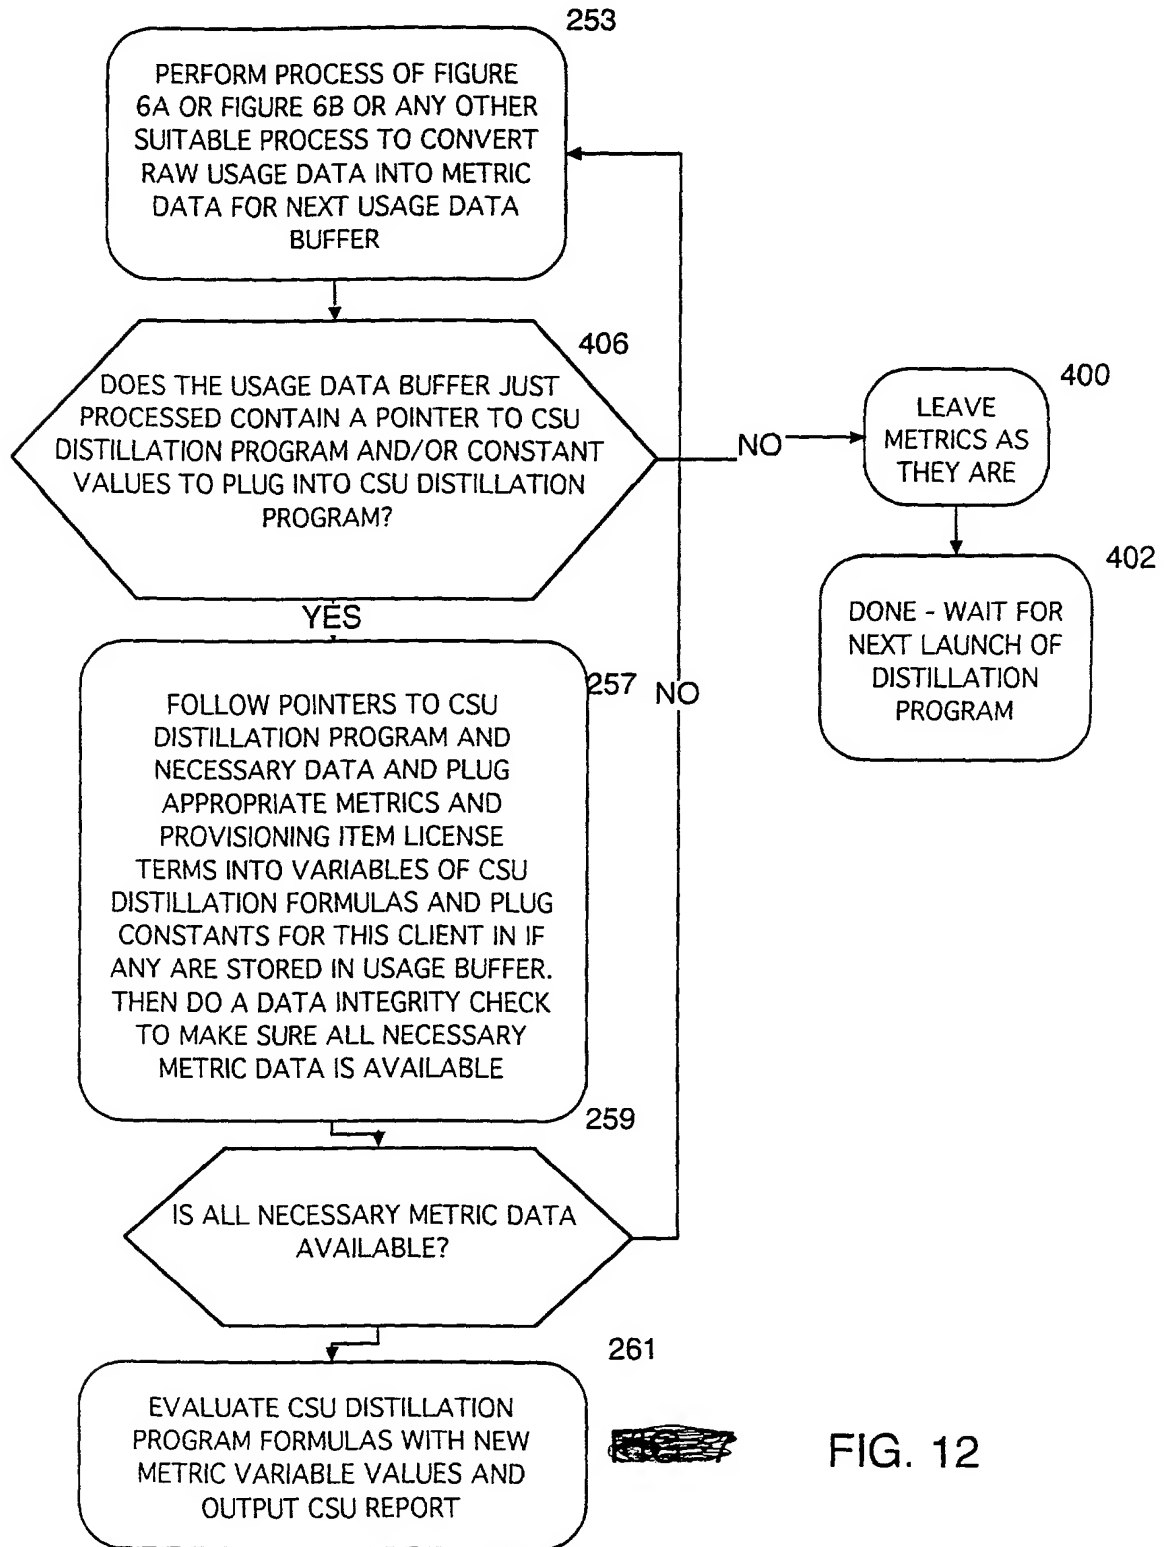 253
PERFORM PROCESS OF FIGURE
6A OR FIGURE 6B OR ANY OTHER
SUITABLE PROCESS TO CONVERT
RAW USAGE DATA INTO METRIC
DATA FOR NEXT USAGE DATA
BUFFER
406
DOES THE USAGE DATA BUFFER JUST
PROCESSED CONTAIN A POINTER TO CSU
DISTILLATION PROGRAM AND/OR CONSTANT
VALUES TO PLUG INTO CSU DISTILLATION
PROGRAM?
NO
400
LEAVE
METRICS AS
THEY ARE
402
DONE - WAIT FOR
NEXT LAUNCH OF
DISTILLATION
PROGRAM
YES
257
NO
FOLLOW POINTERS TO CSU
DISTILLATION PROGRAM AND
NECESSARY DATA AND PLUG
APPROPRIATE METRICS AND
PROVISIONING ITEM LICENSE
TERMS INTO VARIABLES OF CSU
DISTILLATION FORMULAS AND PLUG
CONSTANTS FOR THIS CLIENT IN IF
ANY ARE STORED IN USAGE BUFFER.
THEN DO A DATA INTEGRITY CHECK
TO MAKE SURE ALL NECESSARY
METRIC DATA IS AVAILABLE
259
IS ALL NECESSARY METRIC DATA
AVAILABLE?
261
EVALUATE CSU DISTILLATION
PROGRAM FORMULAS WITH NEW
METRIC VARIABLE VALUES AND
OUTPUT CSU REPORT
FIG. 12